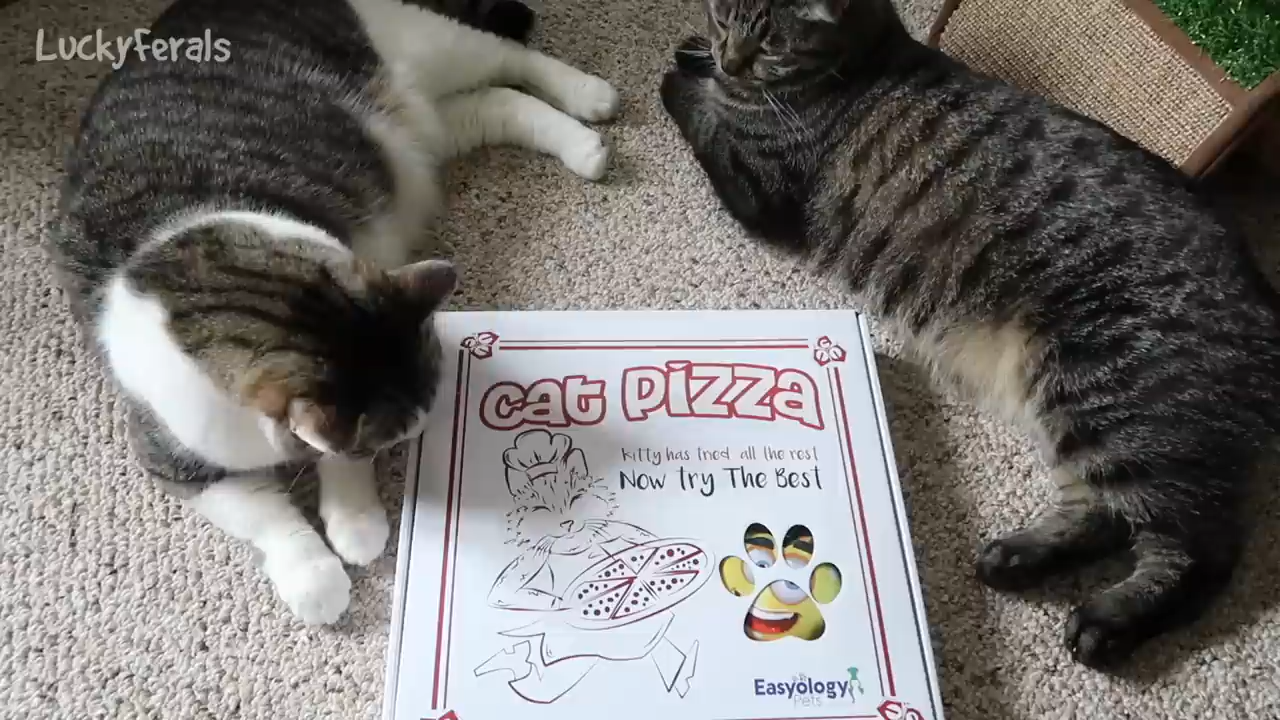 LuckyFerals
cat pizza
Kitty has tried all the rest
Now try The Best
Easyology
Pets